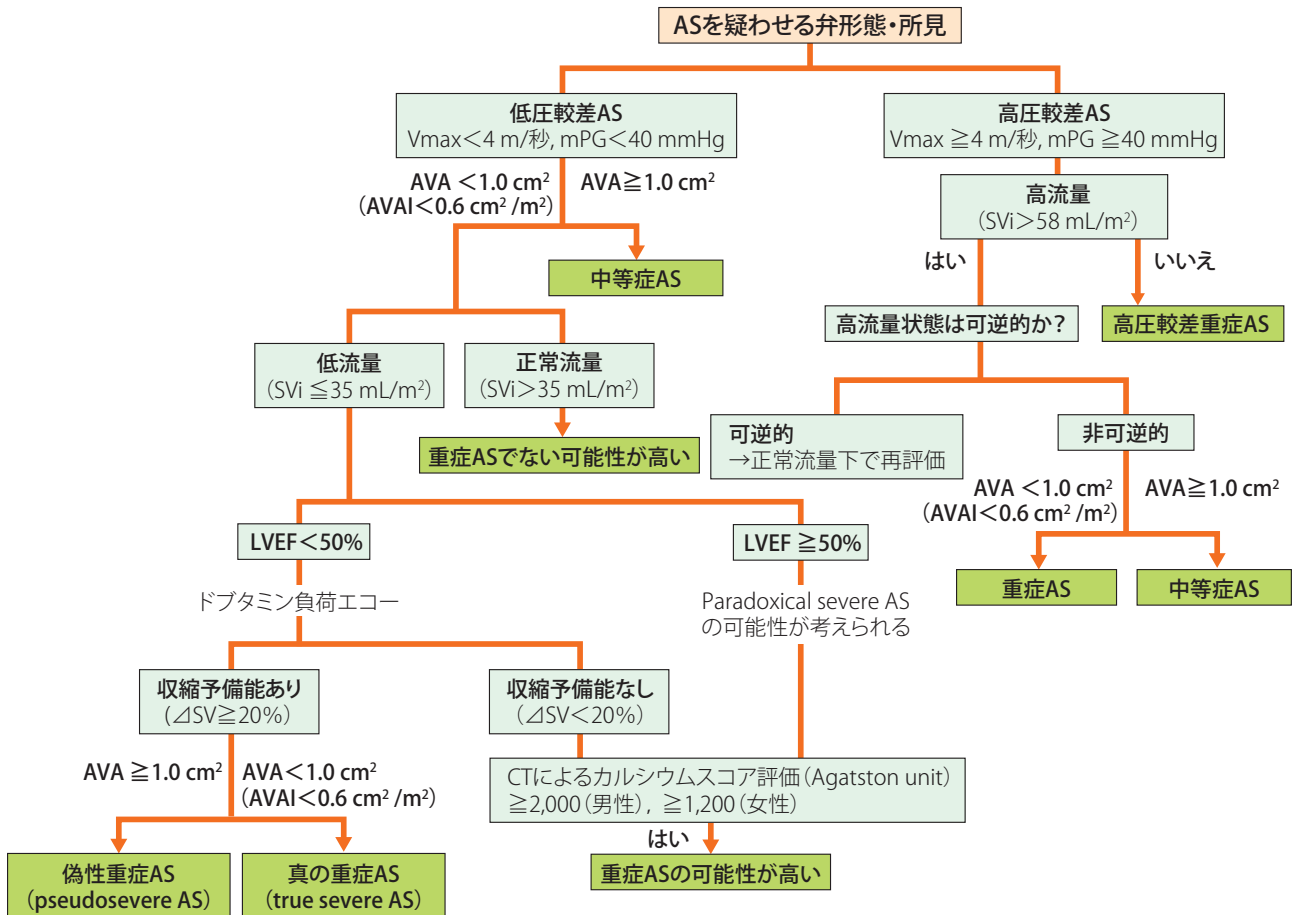 ASを疑わせる弁形態・所見
低圧較差AS
Vmax<4 m/秒, mPG<40 mmHg
高圧較差AS
Vmax ≧4 m/秒, mPG ≧40 mmHg
AVA <1.0 cm²
(AVAI<0.6 cm² /m²)
AVA≧1.0 cm²
高流量
(SVi>58 mL/m²)
中等症AS
はい
いいえ
高流量状態は可逆的か？
高圧較差重症AS
低流量
(SVi ≦35 mL/m²)
正常流量
(SVi>35 mL/m²)
重症ASでない可能性が高い
可逆的
→正常流量下で再評価
非可逆的
AVA <1.0 cm²
(AVAI<0.6 cm² /m²)
AVA≧1.0 cm²
重症AS
中等症AS
LVEF<50%
LVEF ≧50%
ドブタミン負荷エコー
Paradoxical severe AS
の可能性が考えられる
収縮予備能あり
(⊿SV≧20%)
収縮予備能なし
(⊿SV<20%)
AVA ≧1.0 cm²
AVA<1.0 cm²
(AVAI<0.6 cm² /m²)
CTによるカルシウムスコア評価(Agatston unit)
≧2,000(男性), ≧1,200(女性)
はい
偽性重症AS
(pseudosevere AS)
真の重症AS
(true severe AS)
重症ASの可能性が高い